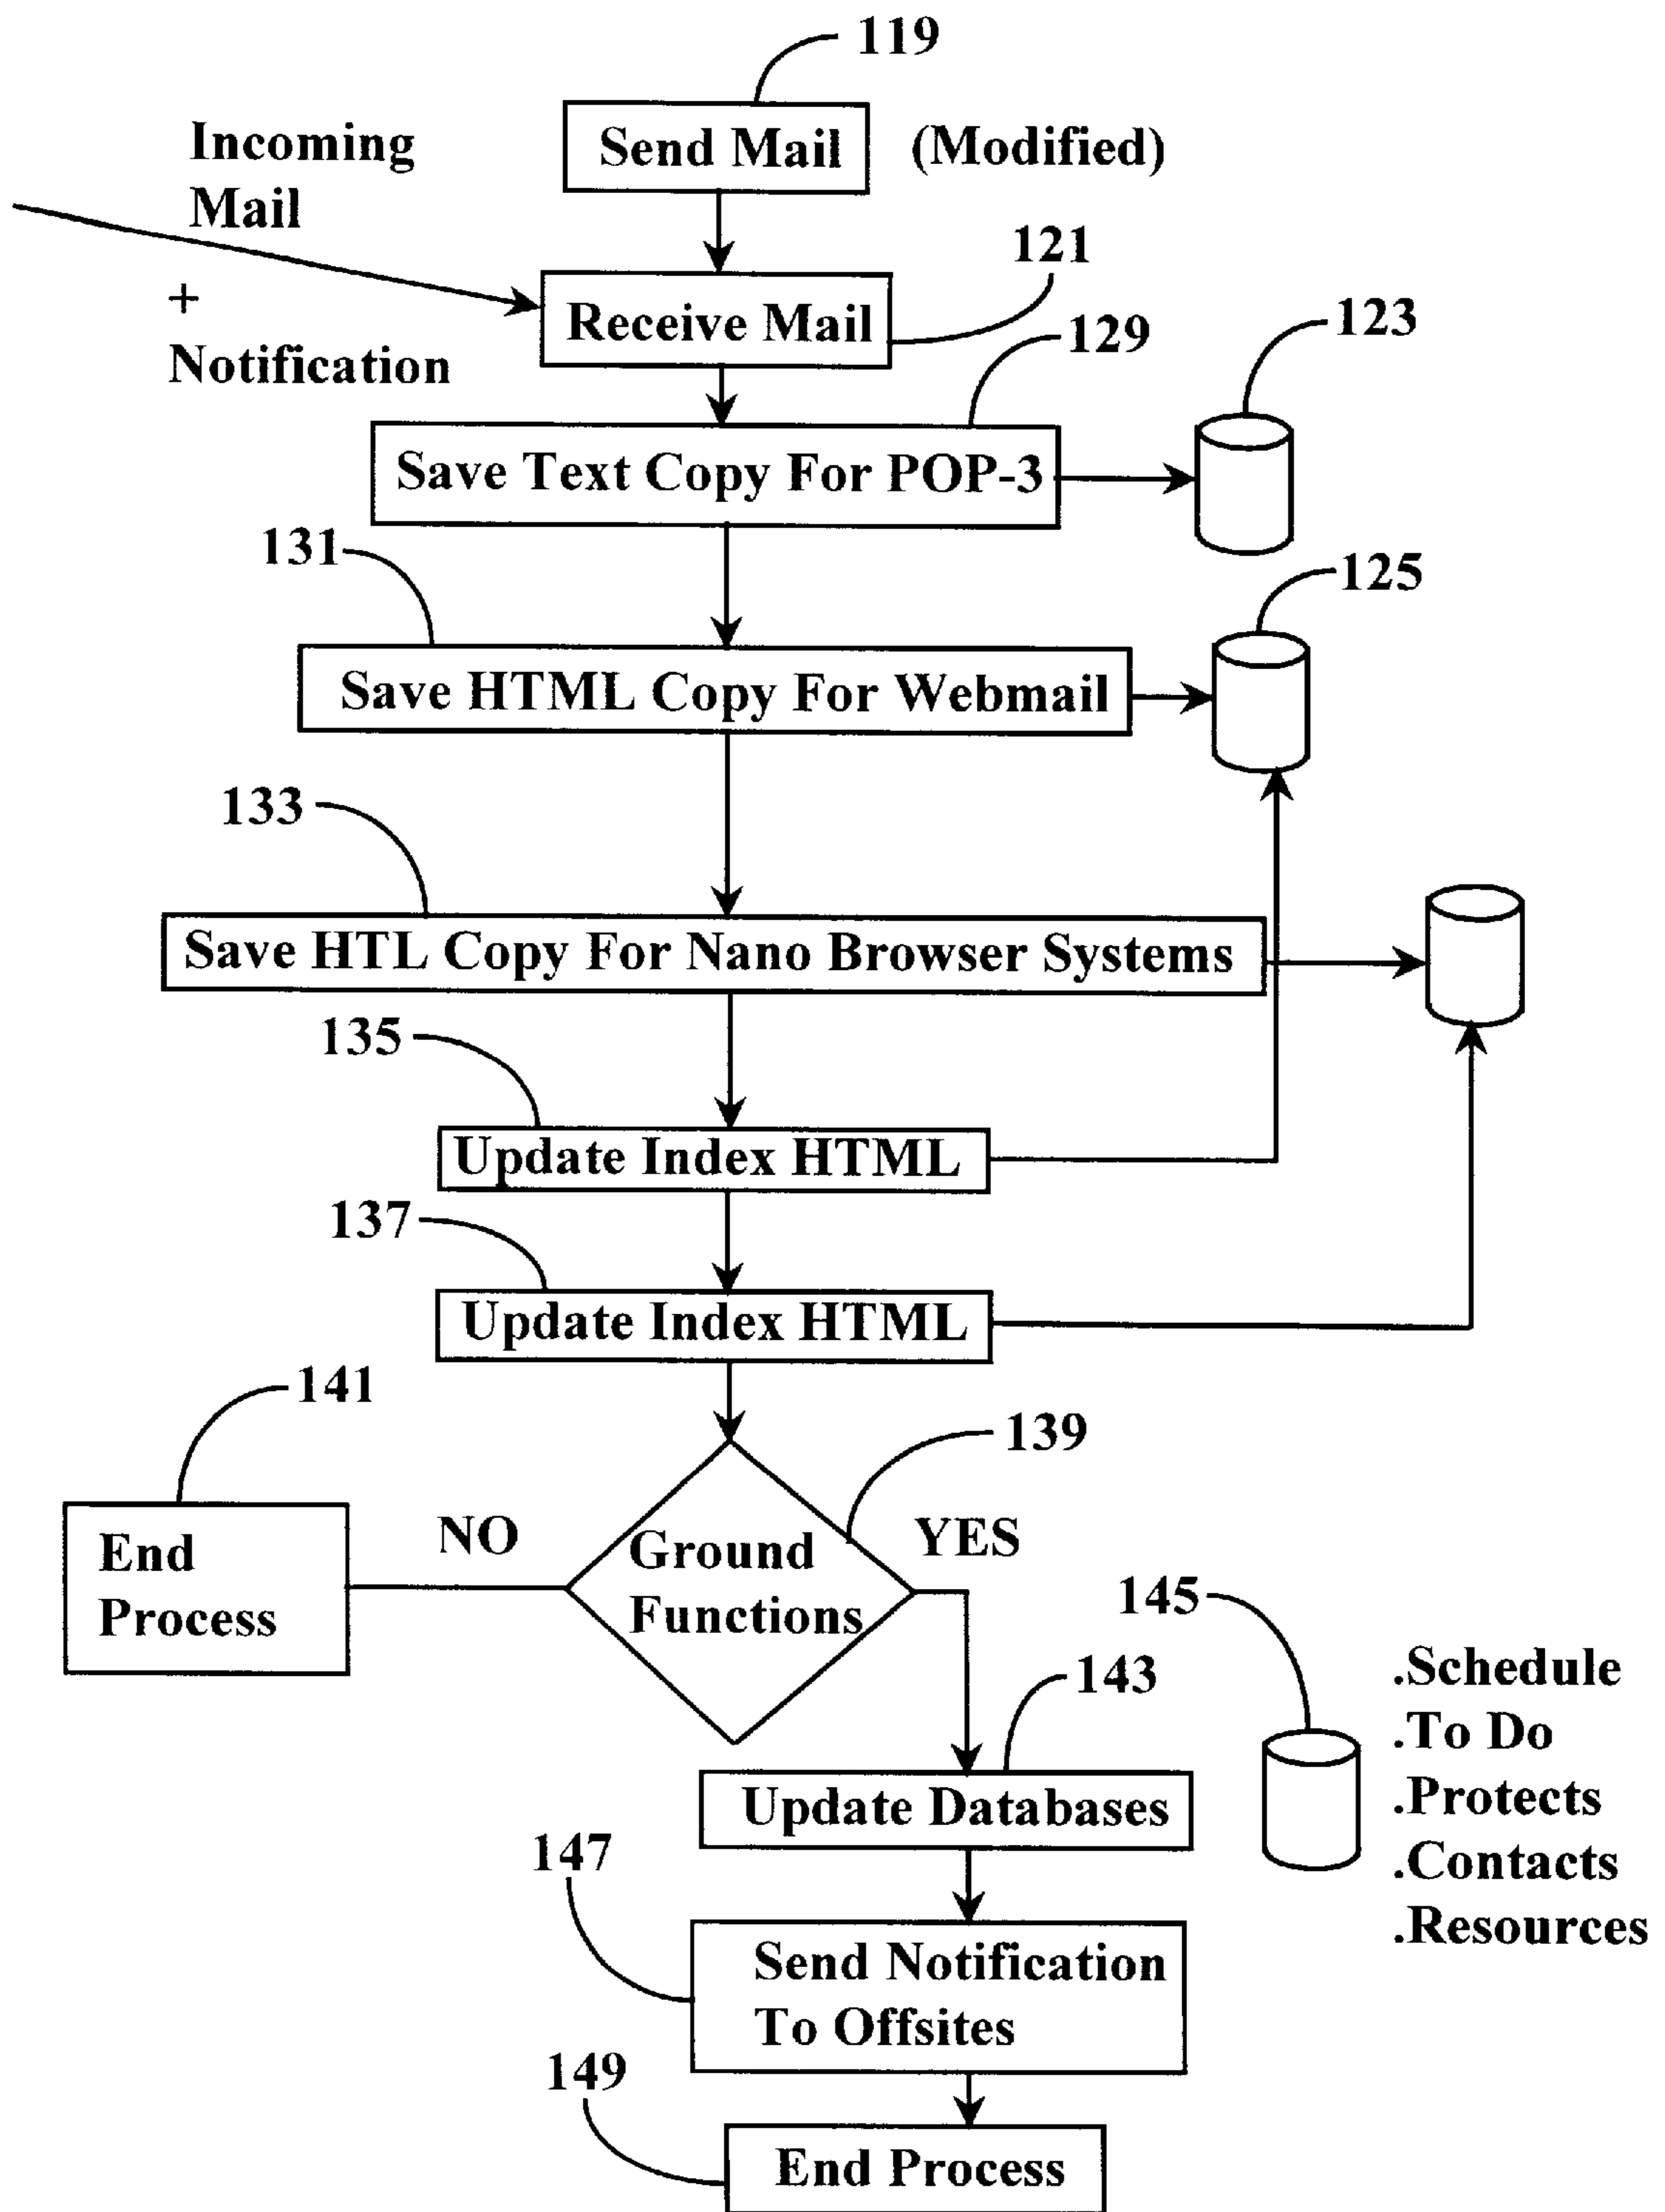 119
Send Mail
(Modified)
Incoming
Mail
+
Notification
121
Receive Mail
129
123
Save Text Copy For POP-3
131
125
Save HTML Copy For Webmail
133
Save HTL Copy For Nano Browser Systems
135
Update Index HTML
137
Update Index HTML
141
139
End
Process
NO
Ground
Functions
YES
145
143
.Schedule
.To Do
.Protects
.Contacts
.Resources
Update Databases
147
Send Notification
To Offsites
149
End Process